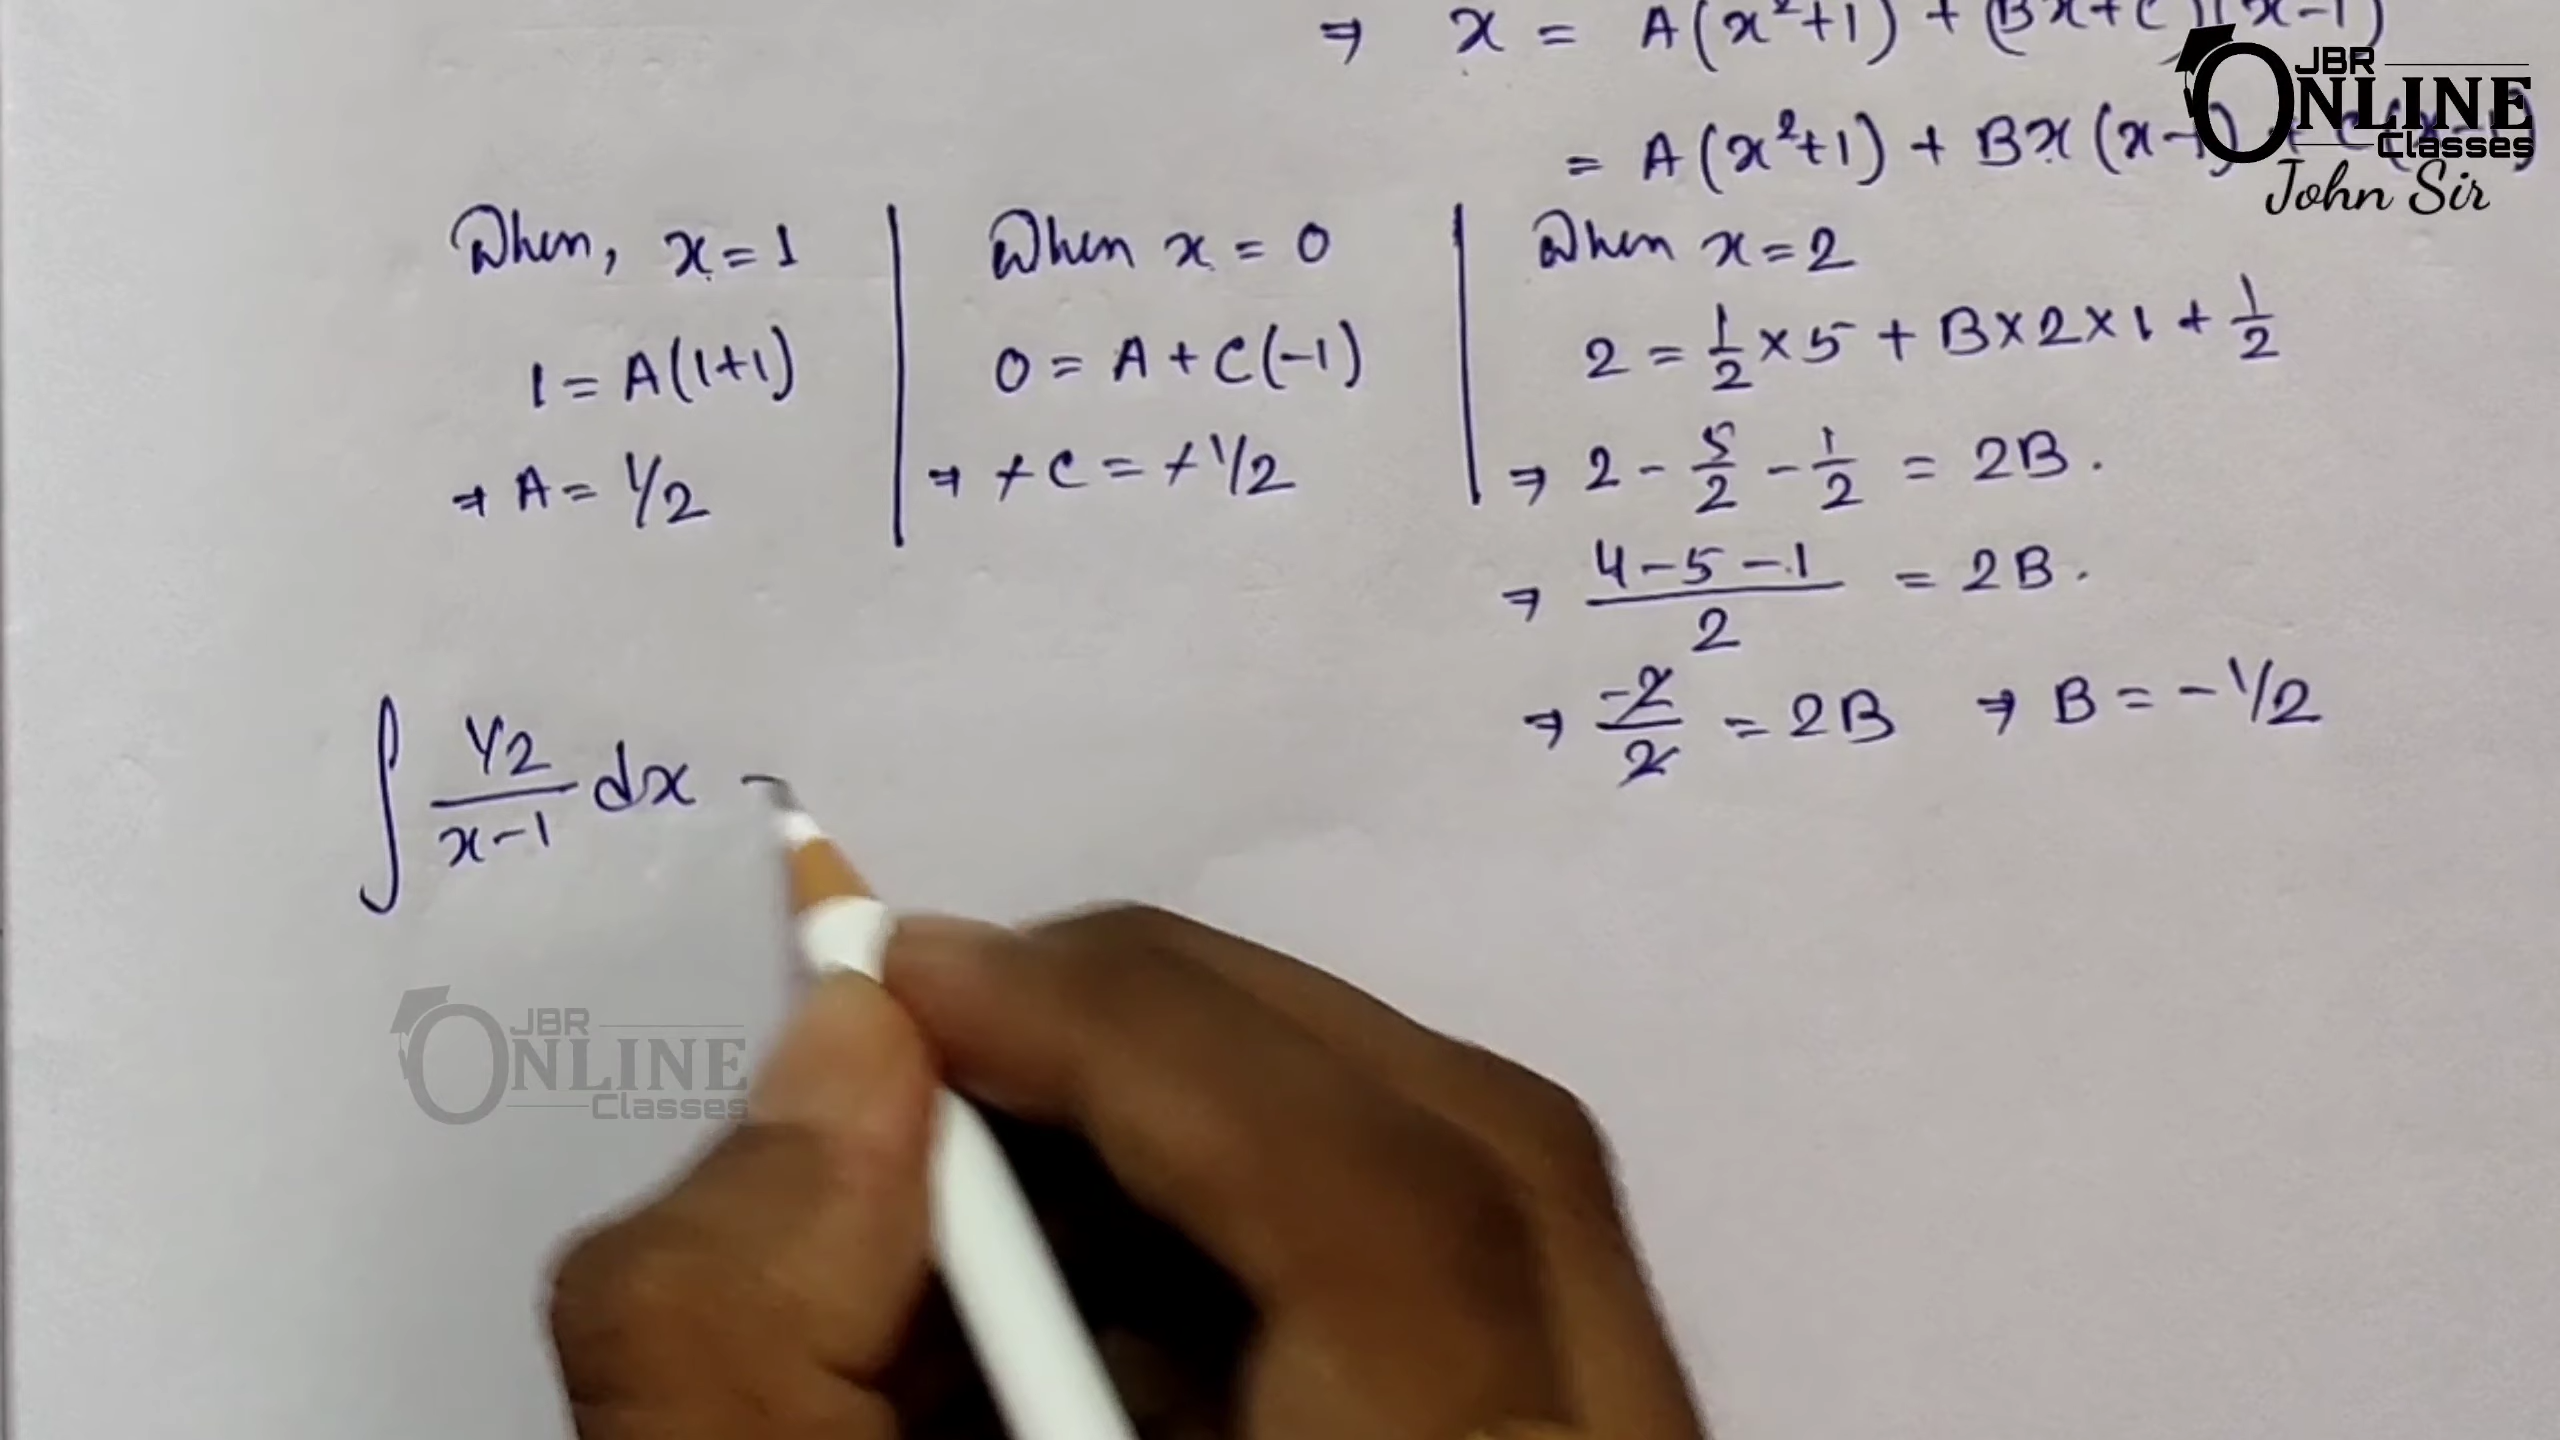 ⇒ x = A(x²+1) + (Bx+C)(x-1)
= A(x²+1) + Bx(x-1) + C(x-1)
JBR
ONLINE
Classes
John Sir
When, x=1
1 = A(1+1)
⇒ A = 1/2
When x = 0
0 = A + C(-1)
⇒ +C = +1/2
When x=2
2 = 1/2 × 5 + B×2×1 + 1/2
⇒ 2 - 5/2 - 1/2 = 2B.
⇒ (4-5-1)/2 = 2B.
⇒ -2/2 = 2B ⇒ B = -1/2
∫ (1/2)/(x-1) dx -
JBR
ONLINE
Classes